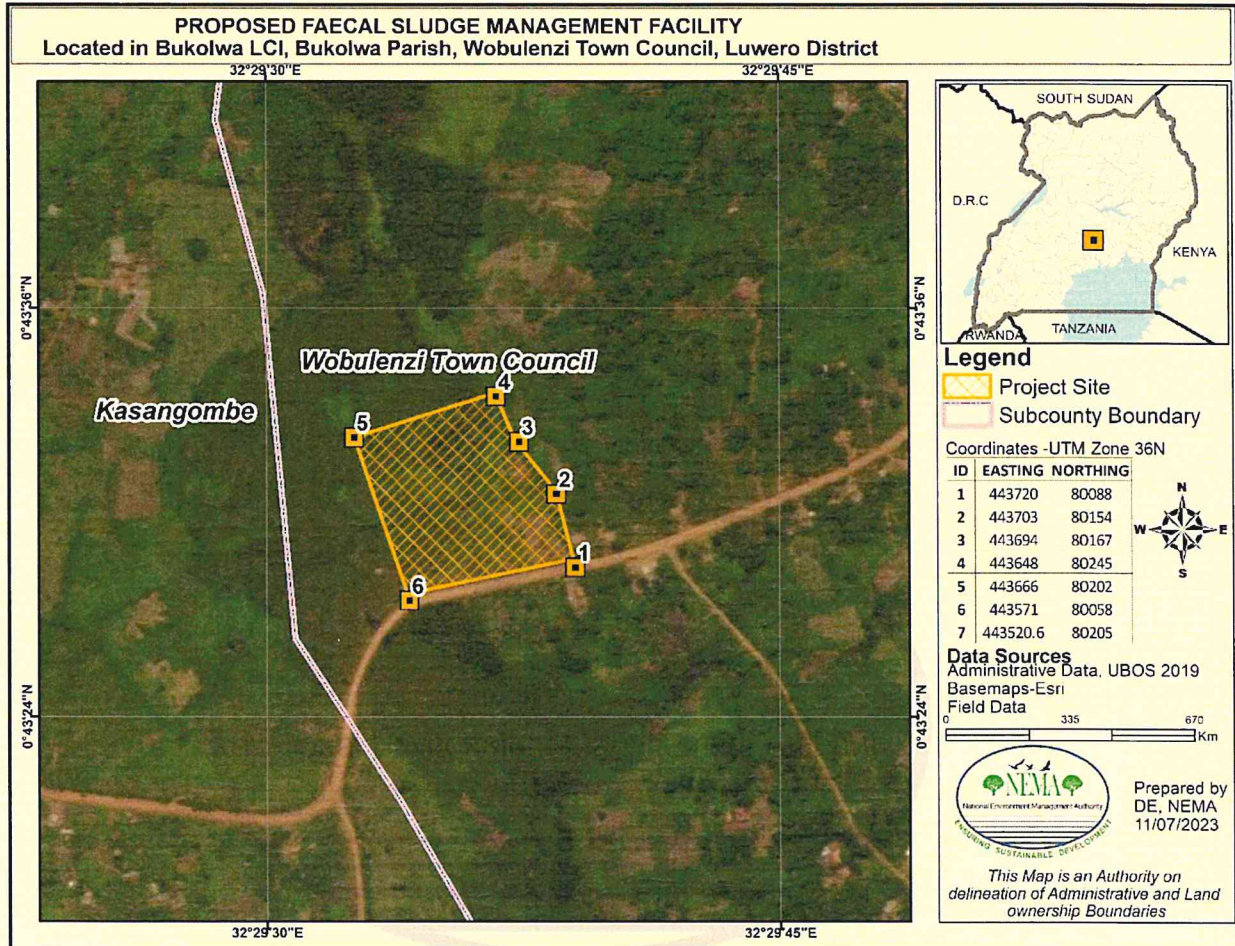 PROPOSED FAECAL SLUDGE MANAGEMENT FACILITY
Located in Bukolwa LCI, Bukolwa Parish, Wobulenzi Town Council, Luwero District
32°29'30"E 32°29'45"E
0°43'36"N 0°43'36"N
Wobulenzi Town Council
Kasangombe
4
5
3
2
1
6
0°43'24"N 0°43'24"N
32°29'30"E 32°29'45"E
SOUTH SUDAN
D.R.C
KENYA
RWANDA TANZANIA
Legend
Project Site
Subcounty Boundary
Coordinates -UTM Zone 36N
ID EASTING NORTHING
1 443720 80088
2 443703 80154
3 443694 80167
4 443648 80245
5 443666 80202
6 443571 80058
7 443520.6 80205
N
W E
S
Data Sources
Administrative Data, UBOS 2019
Basemaps-Esri
Field Data
0 335 670
Km
NEMA
National Environment Management Authority
ENSURING SUSTAINABLE DEVELOPMENT
Prepared by
DE, NEMA
11/07/2023
This Map is an Authority on
delineation of Administrative and Land
ownership Boundaries